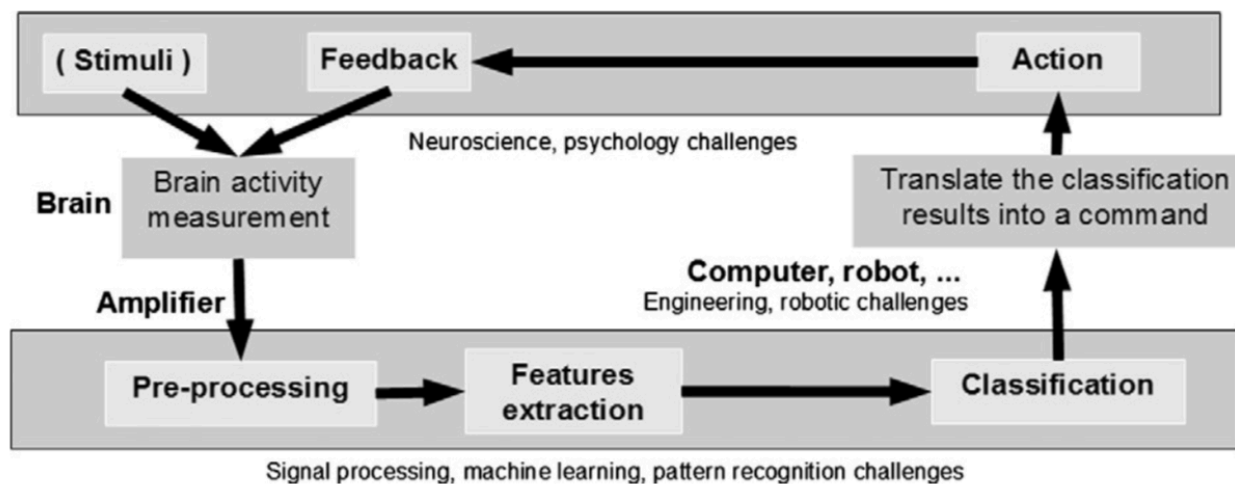 ( Stimuli )
Feedback
Action
Neuroscience, psychology challenges
Brain
Brain activity
measurement
Translate the classification
results into a command
Computer, robot, ...
Engineering, robotic challenges
Amplifier
Pre-processing
Features
extraction
Classification
Signal processing, machine learning, pattern recognition challenges